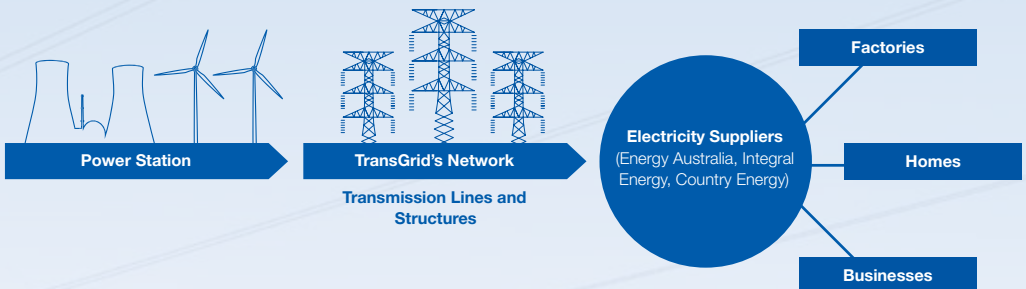 Power Station
TransGrid's Network
Transmission Lines and
Structures
Electricity Suppliers
(Energy Australia, Integral
Energy, Country Energy)
Factories
Homes
Businesses